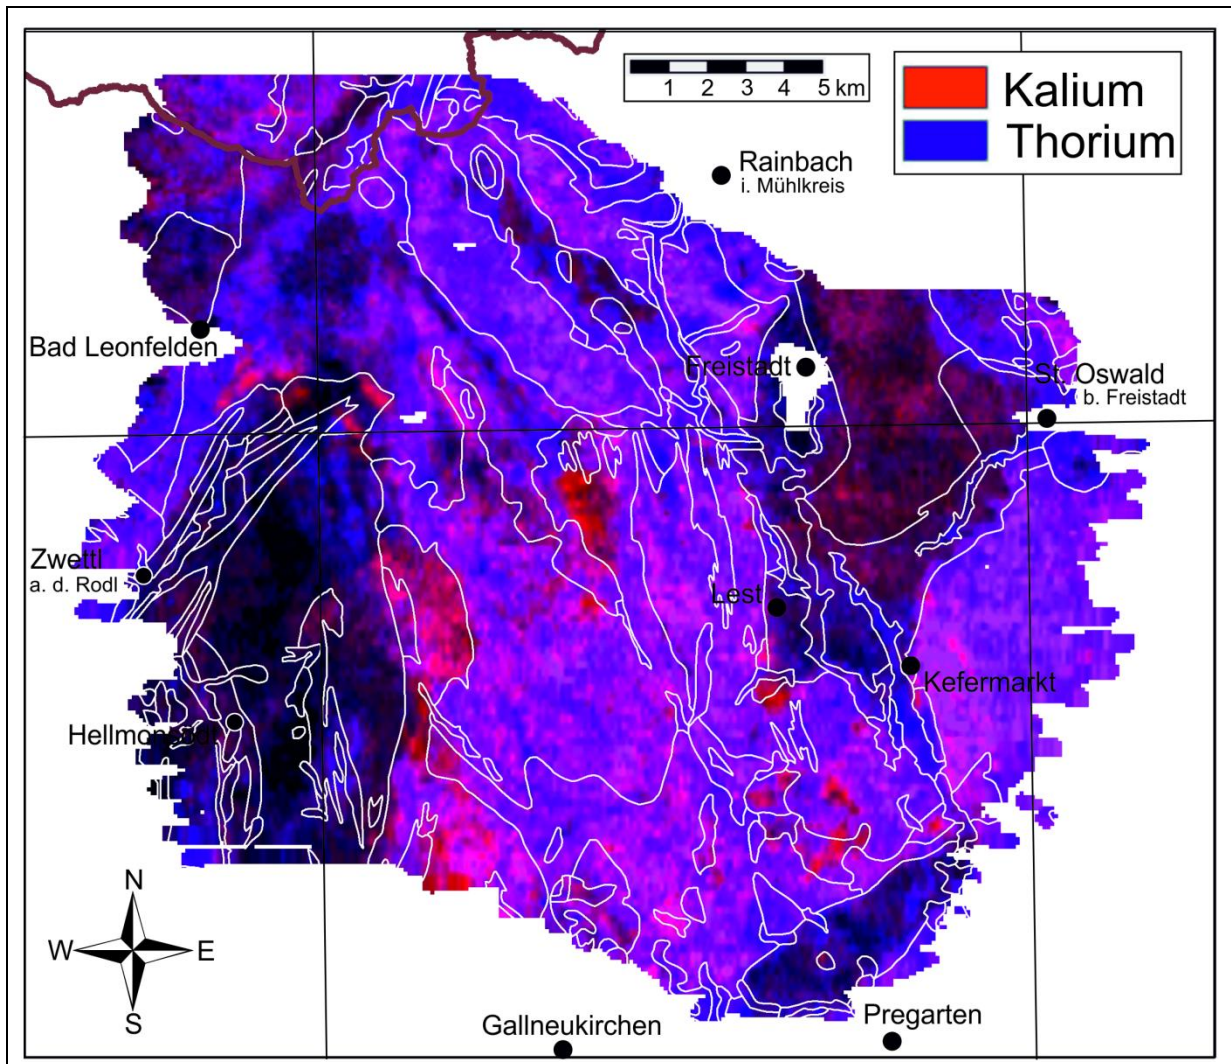 1 2 3 4 5 km
Kalium
Thorium
Rainbach
i. Mühlkreis
Bad Leonfelden
Freistadt
St. Oswald
b. Freistadt
Zwettl
a. d. Rodl
Lest
Kefermarkt
Hellmonsödt
N
W E
S
Gallneukirchen
Pregarten